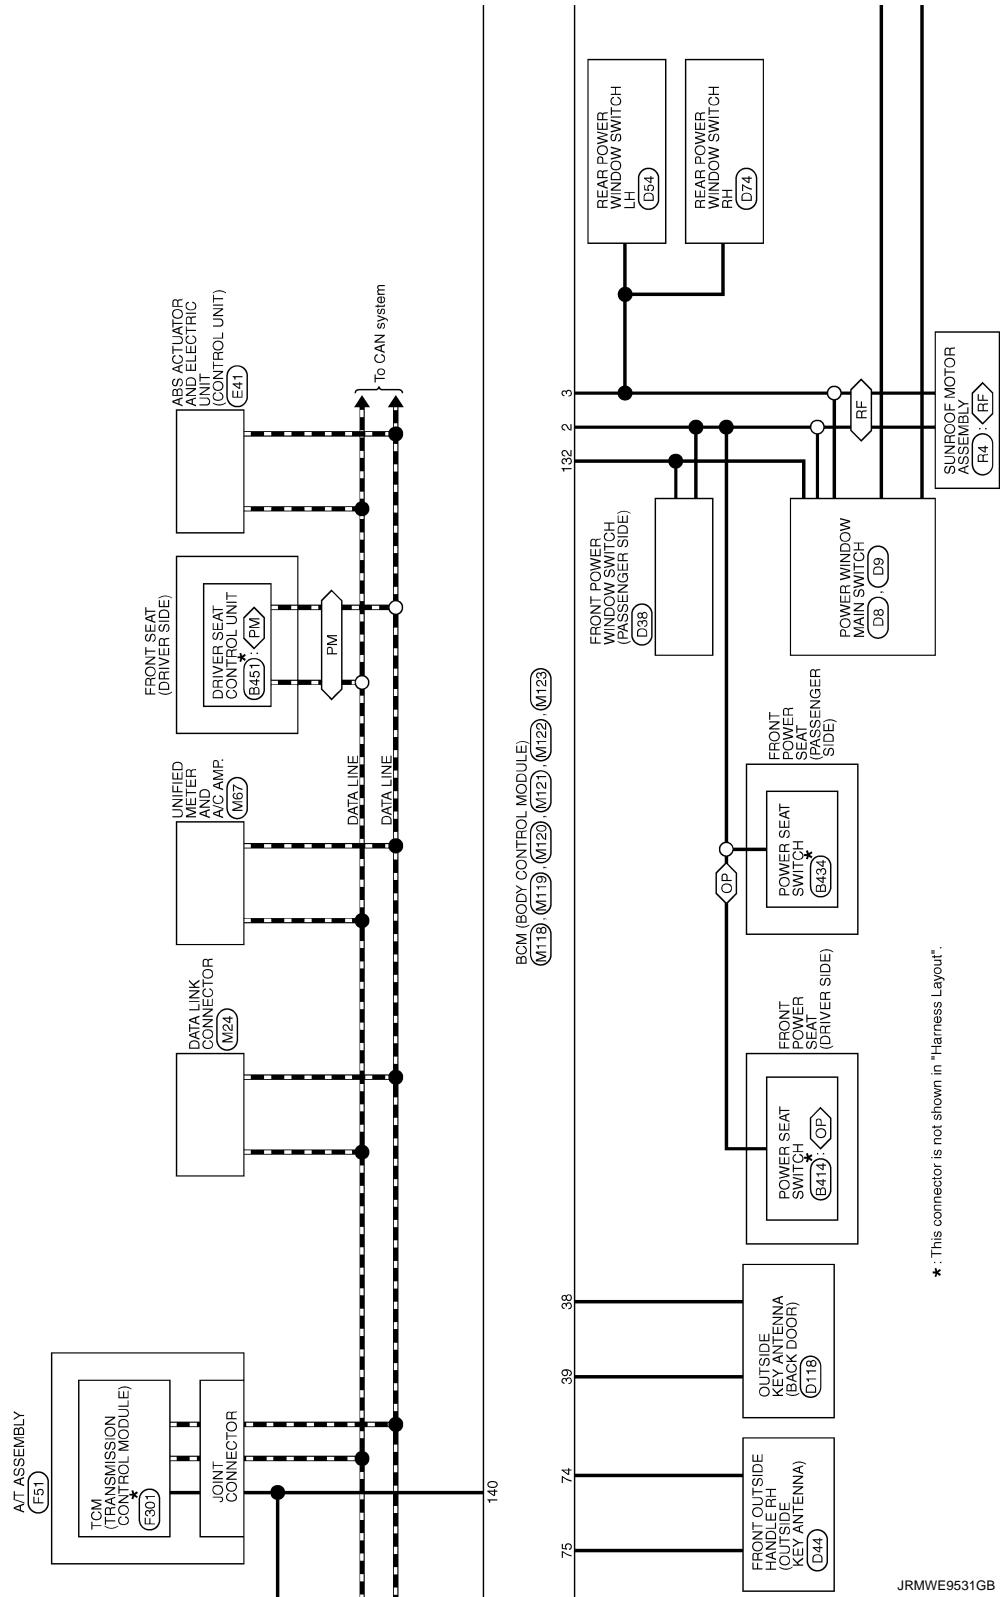 A/T ASSEMBLY
F51
TCM
(TRANSMISSION
CONTROL MODULE)
*
F301
JOINT
CONNECTOR
DATA LINK
CONNECTOR
M24
UNIFIED
METER
AND
A/C AMP.
M67
DATA LINE
DATA LINE
FRONT SEAT
(DRIVER SIDE)
DRIVER SEAT
CONTROL UNIT
*
B451 : PM
PM
ABS ACTUATOR
AND ELECTRIC
UNIT
(CONTROL UNIT)
E41
To CAN system
140
BCM (BODY CONTROL MODULE)
M118 , M119 , M120 , M121 , M122 , M123
75
74
39
38
132
2
3
FRONT OUTSIDE
HANDLE RH
(OUTSIDE
KEY ANTENNA)
D44
OUTSIDE
KEY ANTENNA
(BACK DOOR)
D118
FRONT
POWER
SEAT
(DRIVER SIDE)
POWER SEAT
SWITCH
*
B414 : OP
OP
FRONT
POWER
SEAT
(PASSENGER
SIDE)
POWER SEAT
SWITCH
*
B434
FRONT POWER
WINDOW SWITCH
(PASSENGER SIDE)
D38
POWER WINDOW
MAIN SWITCH
D8 , D9
RF
REAR POWER
WINDOW SWITCH
LH
D54
REAR POWER
WINDOW SWITCH
RH
D74
SUNROOF MOTOR
ASSEMBLY
R4 : RF
* : This connector is not shown in "Harness Layout".
JRMWE9531GB